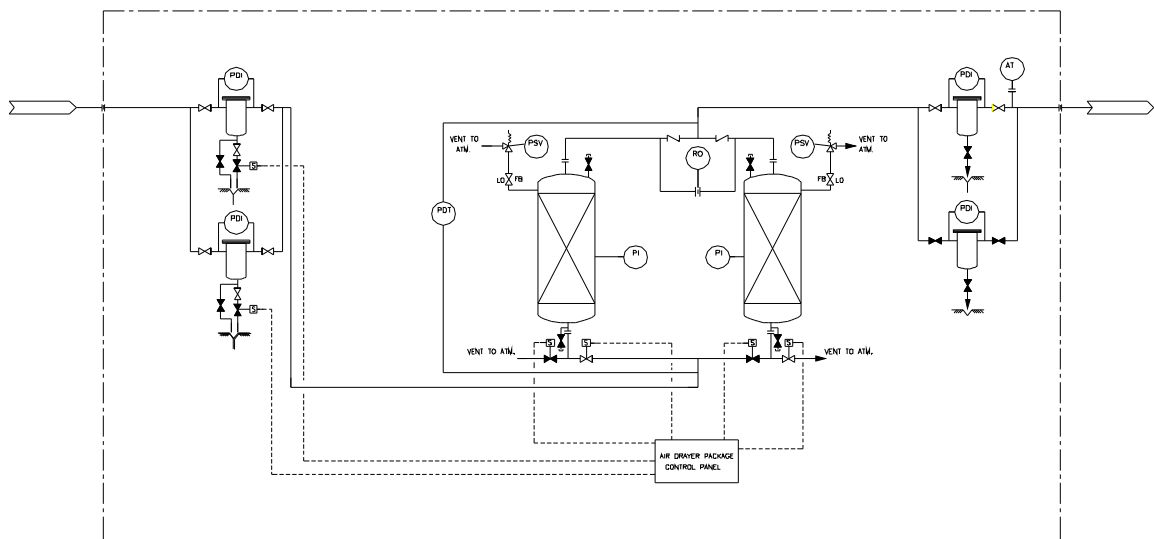 PDI
PDI
AT
VENT TO
ATM.
PSV
RO
PSV
VENT TO
ATM.
LO
FB
FB
LO
S
PDI
PDT
PDI
PI
PI
S
S
S
S
S
VENT TO ATM.
VENT TO ATM.
AIR DRAYER PACKAGE
CONTROL PANEL